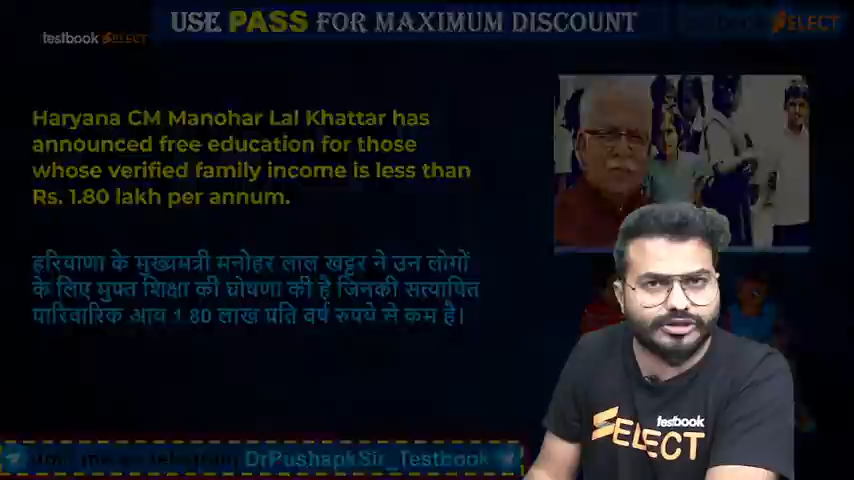 USE PASS FOR MAXIMUM DISCOUNT
testbook SELECT
SELECT
Haryana CM Manohar Lal Khattar has
announced free education for those
whose verified family income is less than
Rs. 1.80 lakh per annum.
हरियाणा के मुख्यमंत्री मनोहर लाल खट्टर ने उन लोगों
के लिए मुफ्त शिक्षा की घोषणा की है जिनकी सत्यापित
पारिवारिक आय 1.80 लाख प्रति वर्ष रुपये से कम है।
testbook
SELECT
DrPushapkSir_Testbook